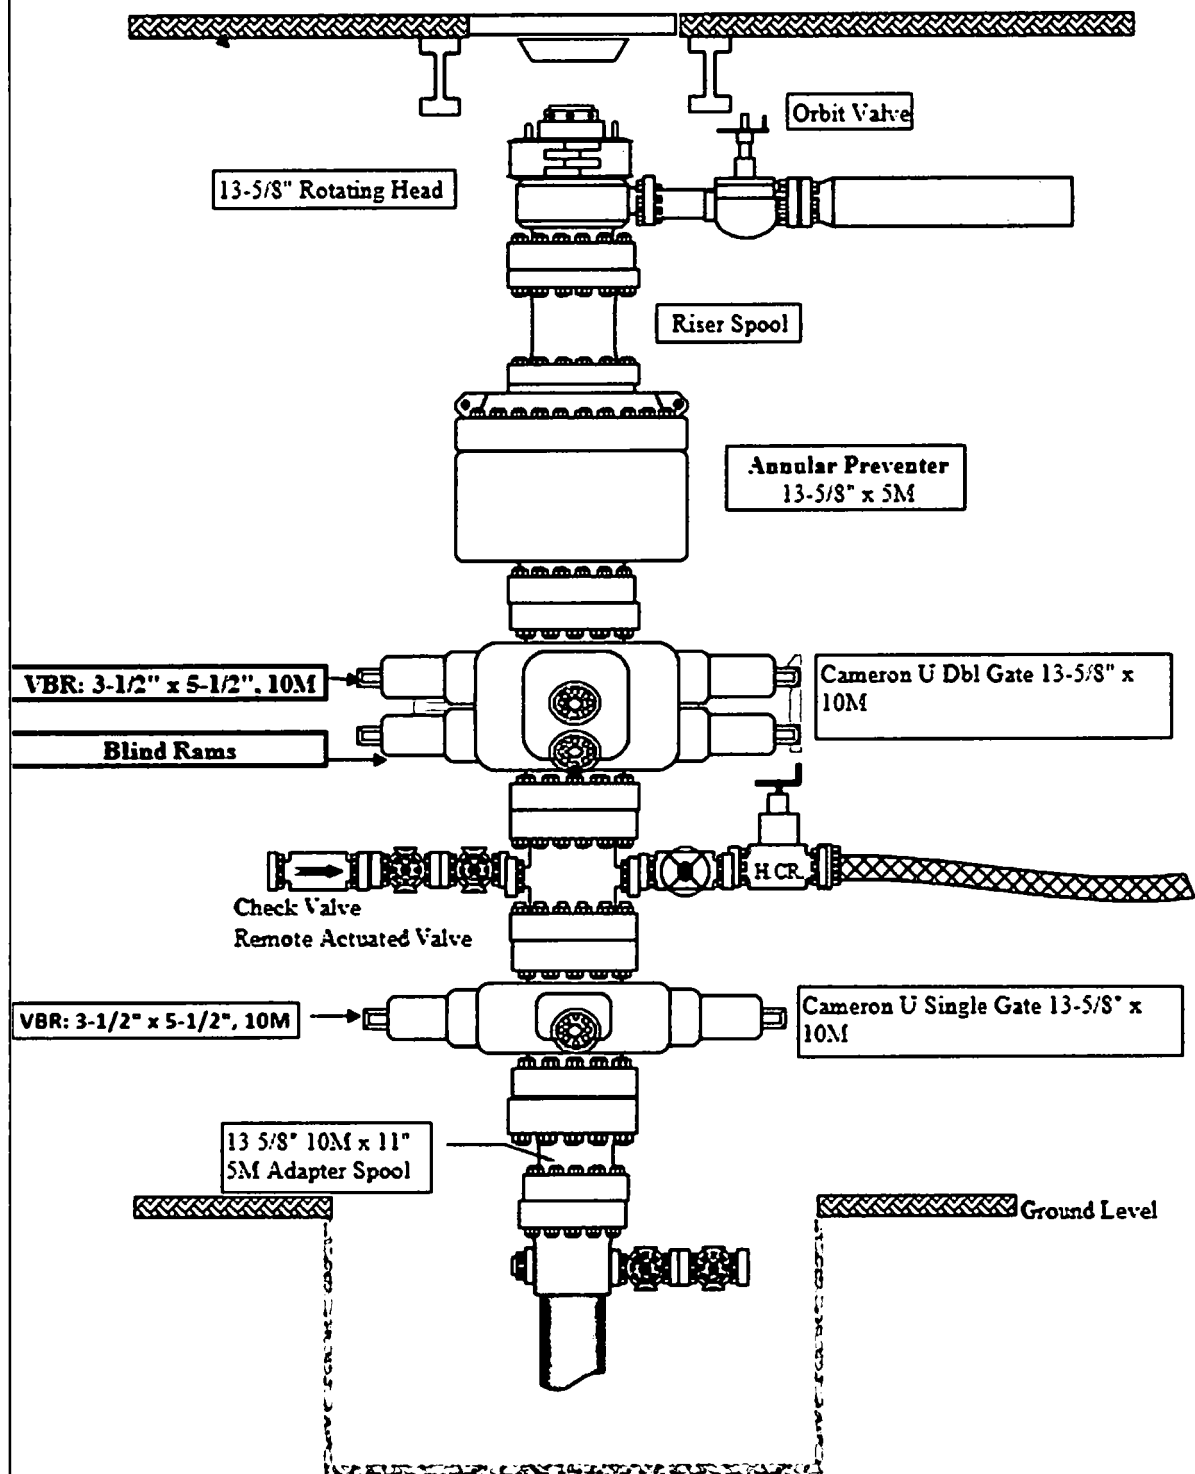 Orbit Valve
13-5/8" Rotating Head
Riser Spool
Annular Preventer
13-5/8" x 5M
VBR: 3-1/2" x 5-1/2", 10M
Cameron U Dbl Gate 13-5/8" x
10M
Blind Rams
H.CR.
Check Valve
Remote Actuated Valve
VBR: 3-1/2" x 5-1/2", 10M
Cameron U Single Gate 13-5/8" x
10M
13 5/8" 10M x 11"
5M Adapter Spool
Ground Level